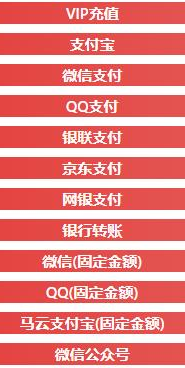 VIP充值
支付宝
微信支付
QQ支付
银联支付
京东支付
网银支付
银行转账
微信(固定金额)
QQ(固定金额)
马云支付宝(固定金额)
微信公众号